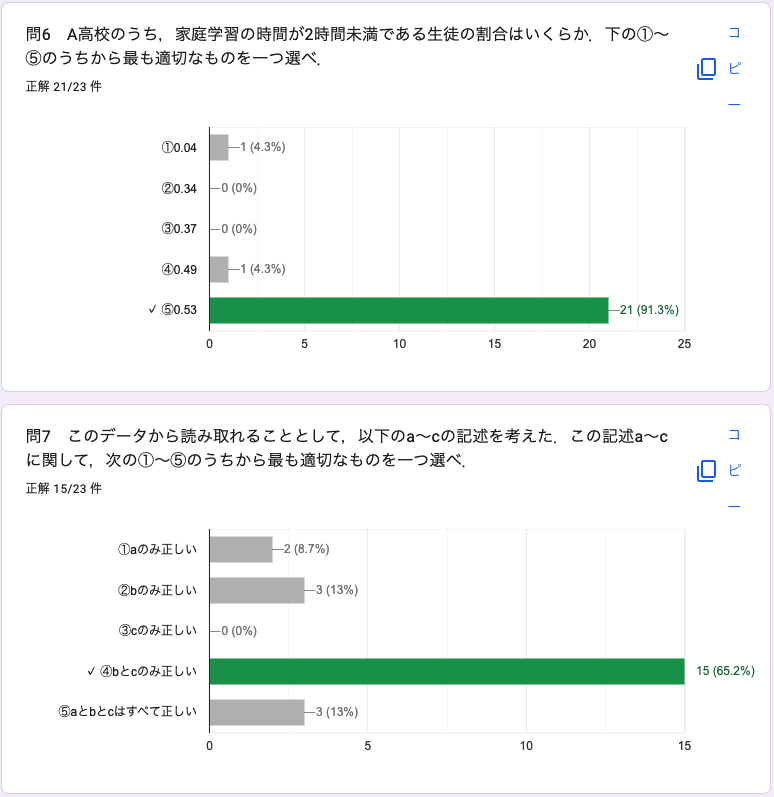 問6　A高校のうち，家庭学習の時間が2時間未満である生徒の割合はいくらか．下の①〜
⑤のうちから最も適切なものを一つ選べ．
コピー
正解 21/23 件
①0.04
1 (4.3%)
②0.34
0 (0%)
③0.37
0 (0%)
④0.49
1 (4.3%)
✓ ⑤0.53
21 (91.3%)
0 5 10 15 20 25
問7　このデータから読み取れることとして，以下のa〜cの記述を考えた．この記述a〜c
に関して，次の①〜⑤のうちから最も適切なものを一つ選べ．
コピー
正解 15/23 件
①aのみ正しい
2 (8.7%)
②bのみ正しい
3 (13%)
③cのみ正しい
0 (0%)
✓ ④bとcのみ正しい
15 (65.2%)
⑤aとbとcはすべて正しい
3 (13%)
0 5 10 15